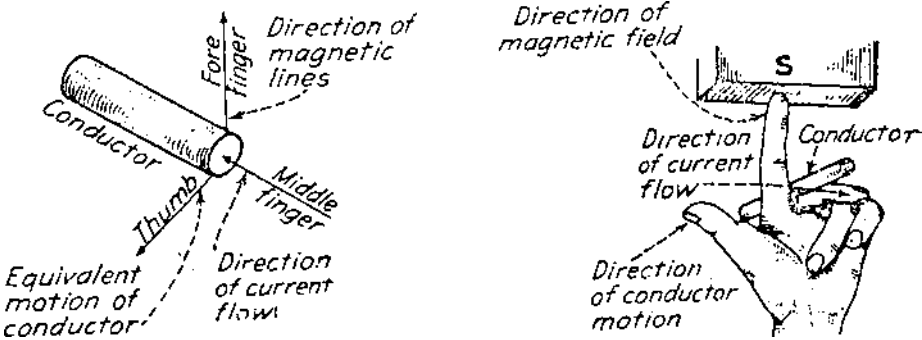 Fore
finger
Direction of
magnetic
lines
Conductor
Thumb
Middle
finger
Equivalent
motion of
conductor
Direction
of current
flow
Direction of
magnetic field
S
Direction
of current
flow
Conductor
Direction
of conductor
motion